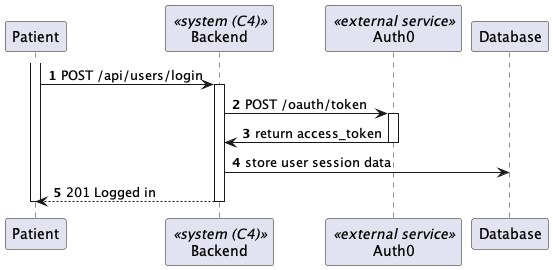 Patient
«system (C4)»
Backend
«external service»
Auth0
Database
1 POST /api/users/login
2 POST /oauth/token
3 return access_token
4 store user session data
5 201 Logged in
Patient
«system (C4)»
Backend
«external service»
Auth0
Database